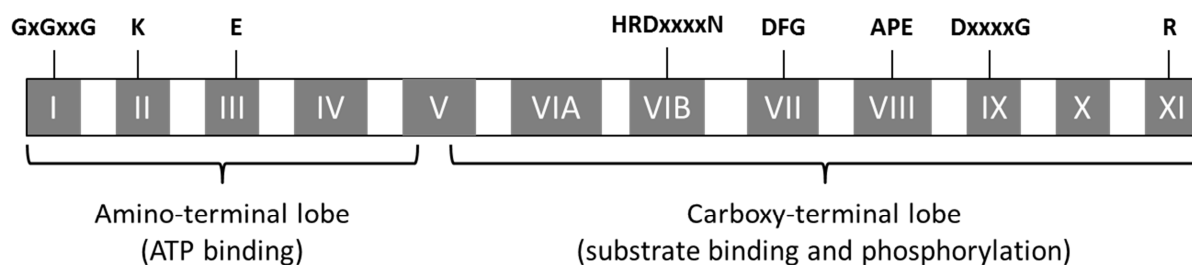 GxGxxG K E HRDxxxxN DFG APE DxxxxG R
I II III IV V VIA VIB VII VIII IX X XI
Amino-terminal lobe
(ATP binding)
Carboxy-terminal lobe
(substrate binding and phosphorylation)